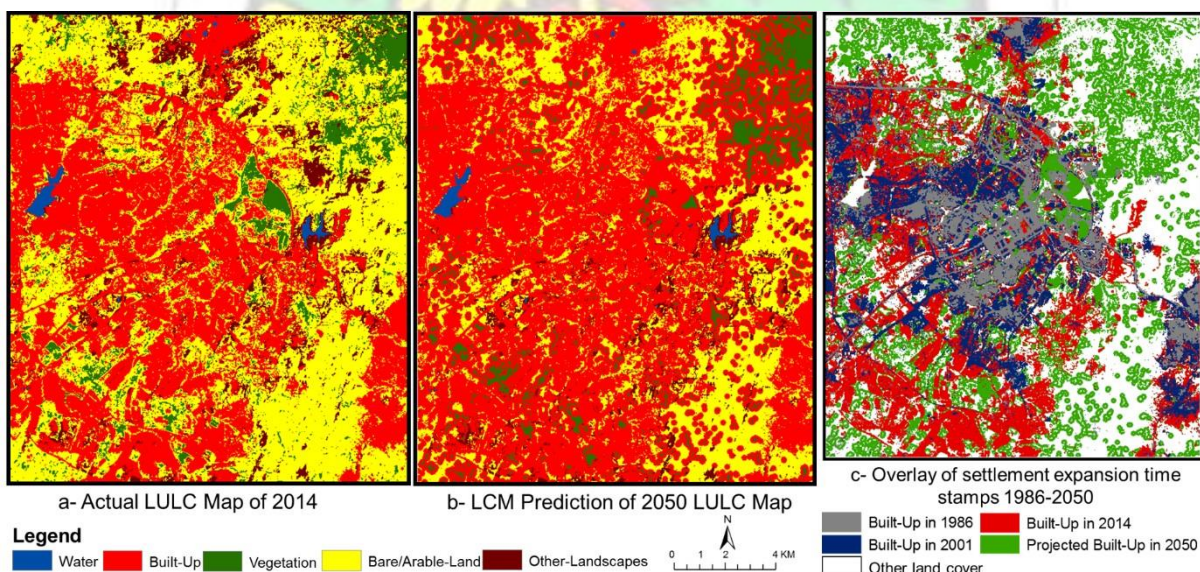 a- Actual LULC Map of 2014
b- LCM Prediction of 2050 LULC Map
c- Overlay of settlement expansion time
stamps 1986-2050
Legend
Water
Built-Up
Vegetation
Bare/Arable-Land
Other-Landscapes
N
0 2 4 KM
Built-Up in 1986
Built-Up in 2014
Built-Up in 2001
Projected Built-Up in 2050
Other land cover